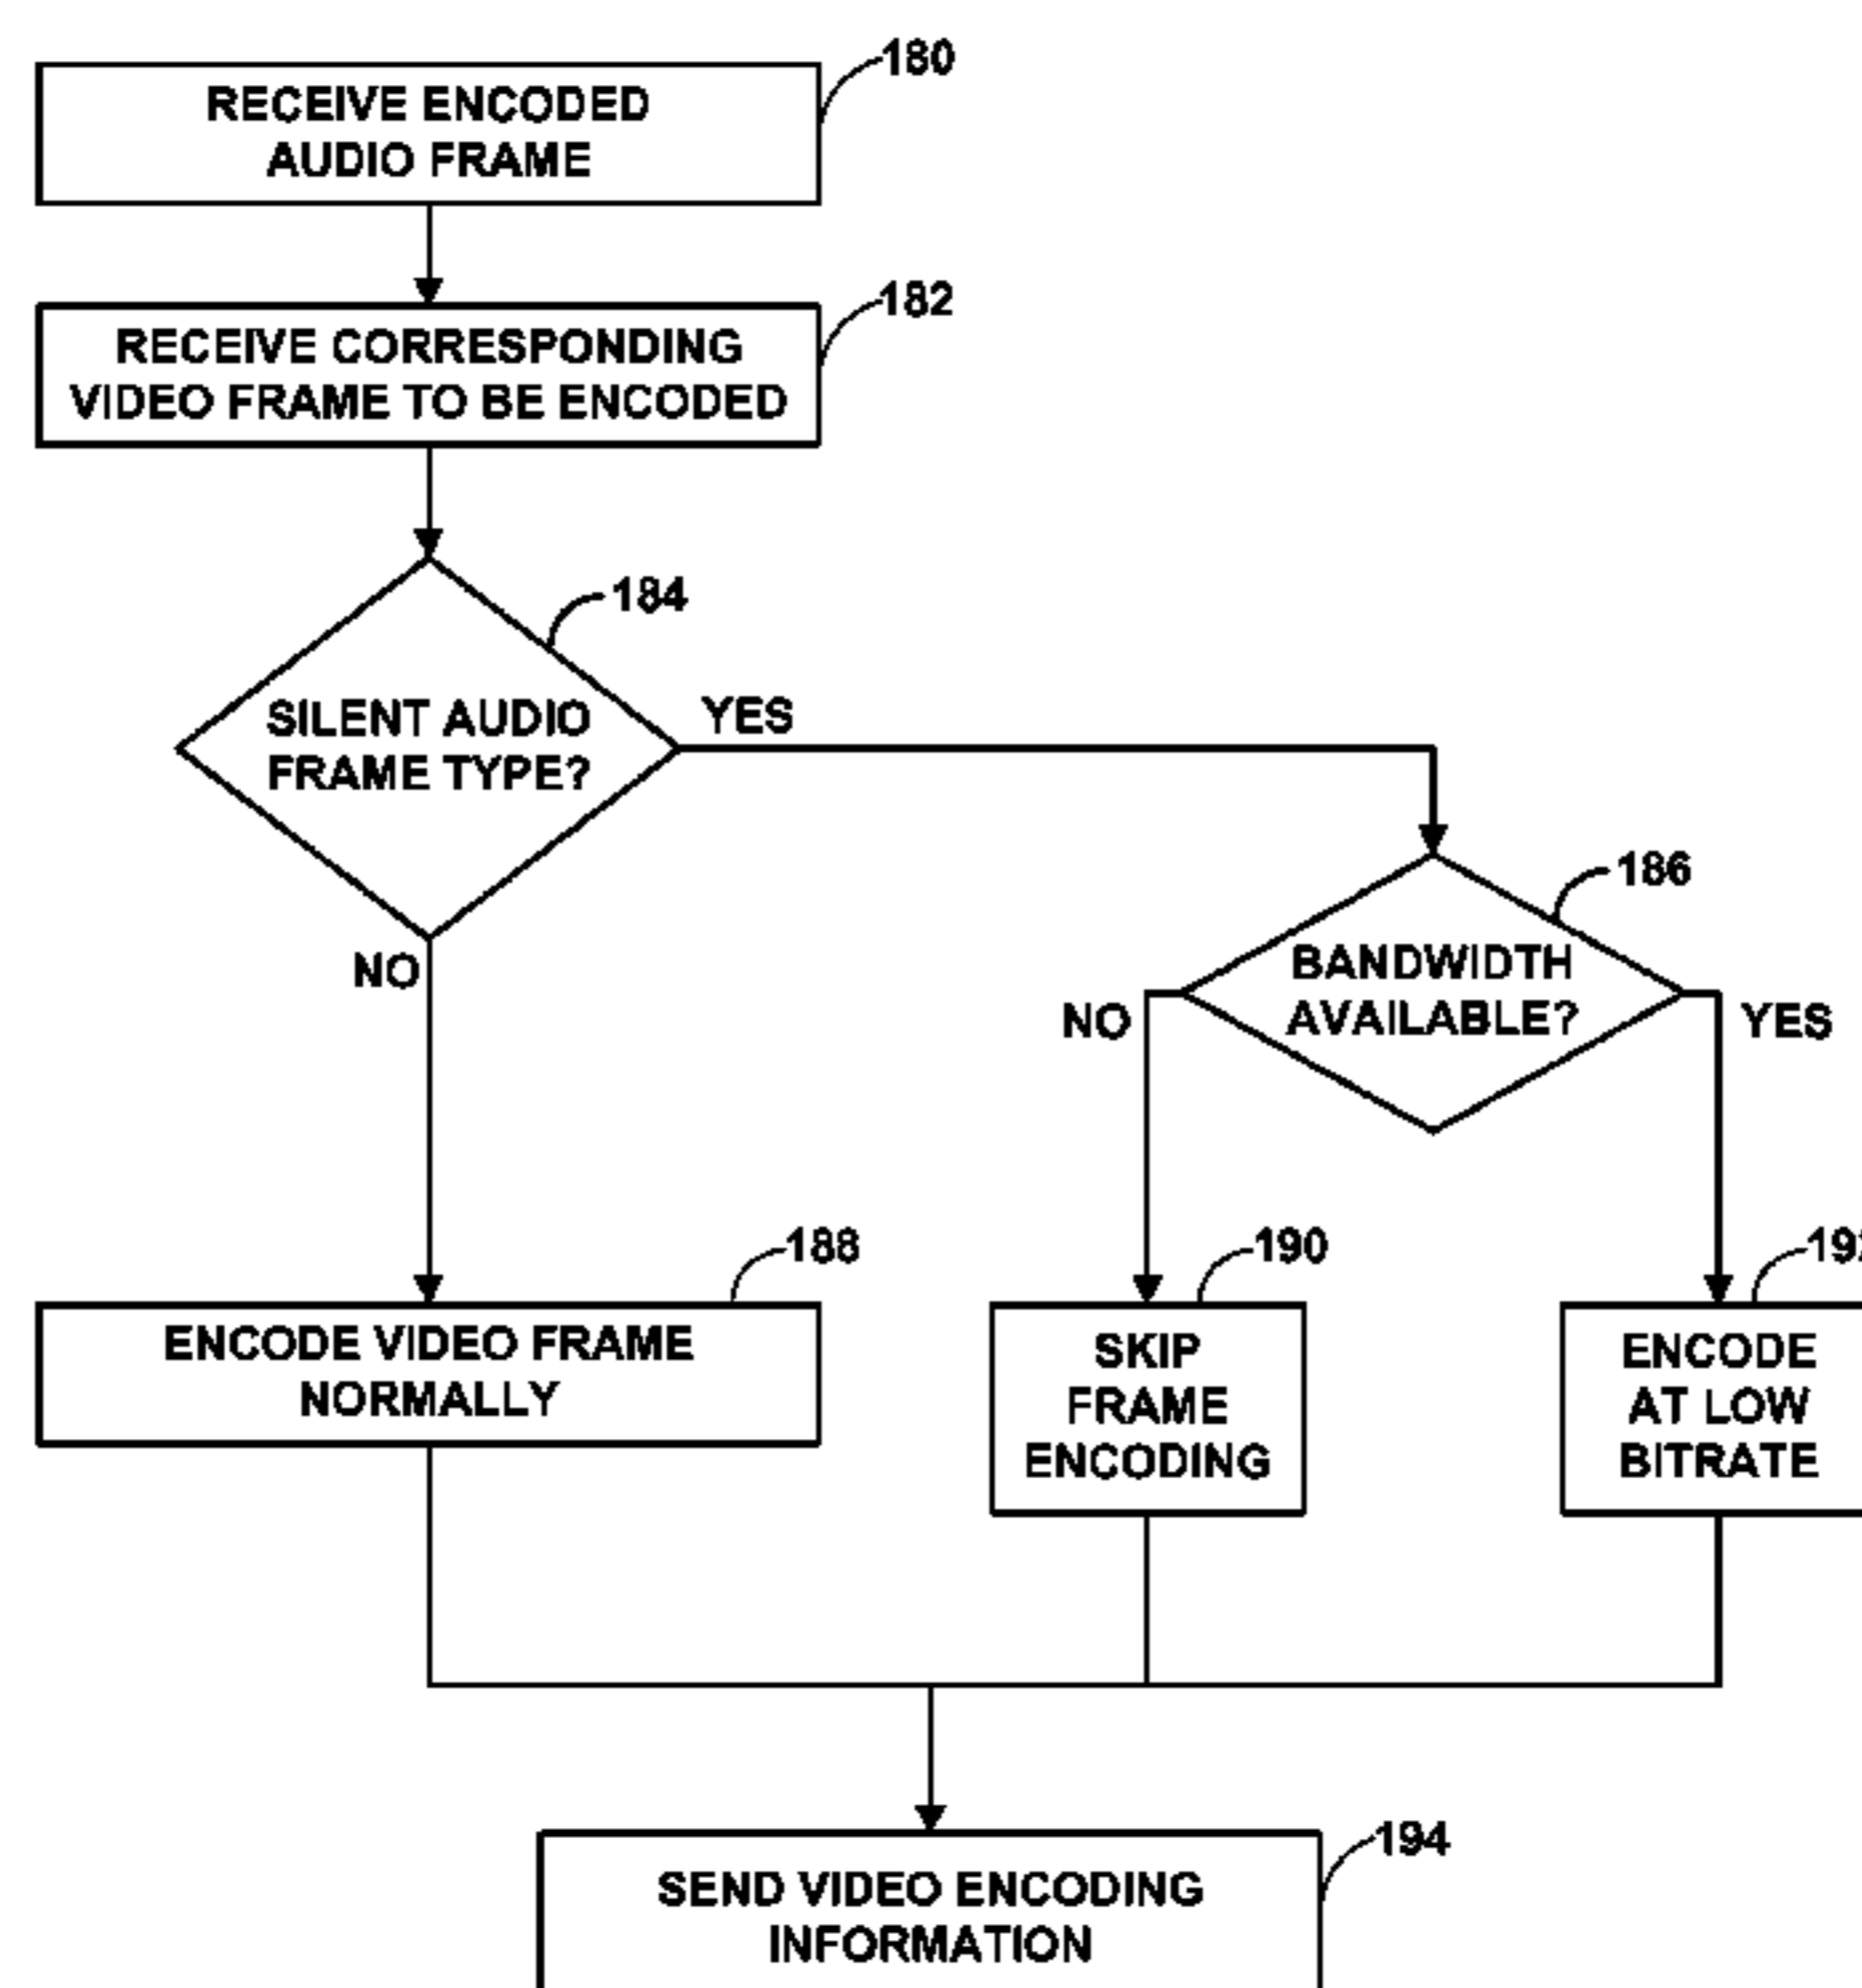 180
RECEIVE ENCODED
AUDIO FRAME
182
RECEIVE CORRESPONDING
VIDEO FRAME TO BE ENCODED
184
SILENT AUDIO
FRAME TYPE?
YES
NO
186
BANDWIDTH
AVAILABLE?
NO
YES
188
ENCODE VIDEO FRAME
NORMALLY
190
SKIP
FRAME
ENCODING
ENCODE
AT LOW
BITRATE
194
SEND VIDEO ENCODING
INFORMATION